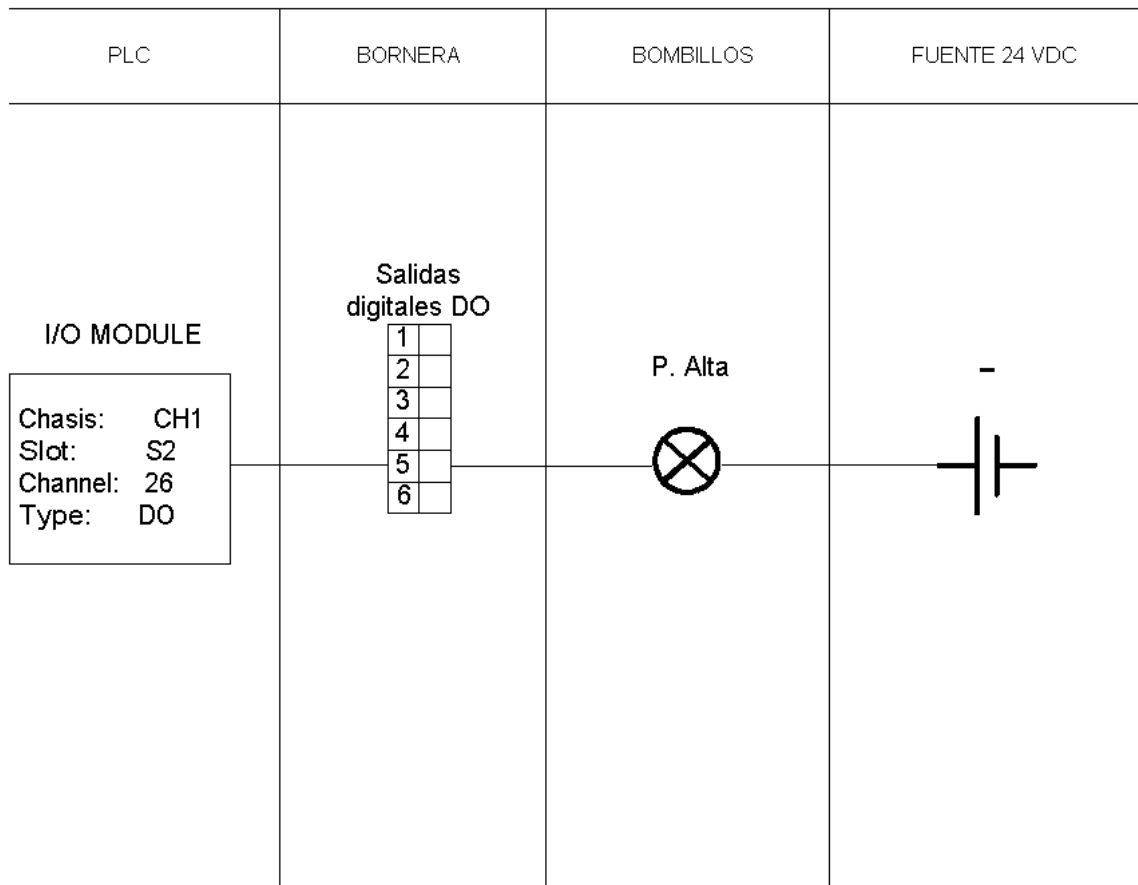 PLC
BORNERA
BOMBILLOS
FUENTE 24 VDC
I/O MODULE
Chasis: CH1
Slot: S2
Channel: 26
Type: DO
Salidas
digitales DO
1
2
3
4
5
6
P. Alta
-